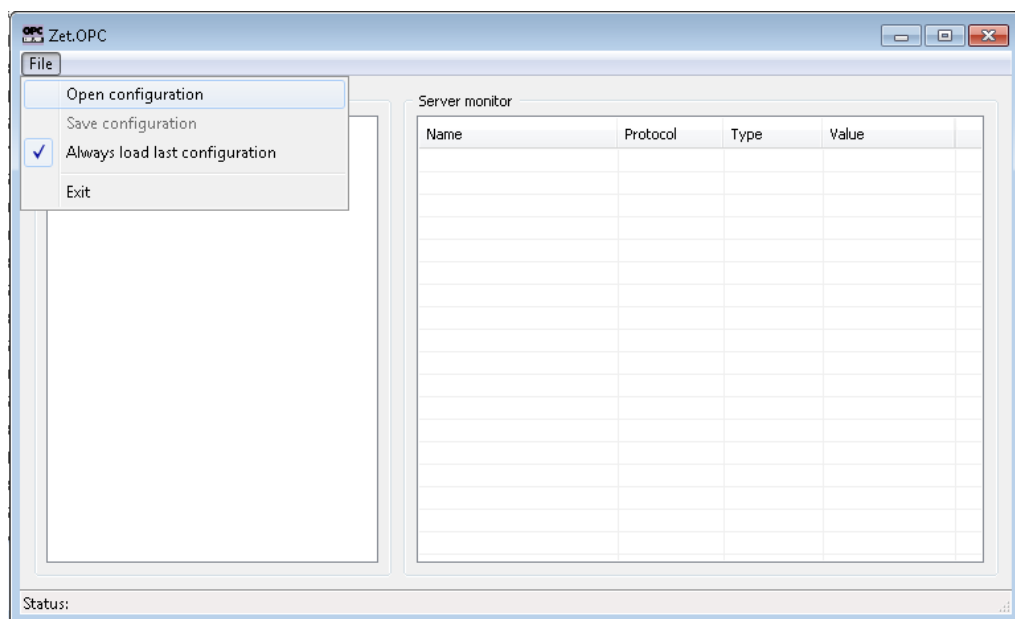 OPC Zet.OPC
File
Open configuration
Save configuration
Always load last configuration
Exit
Server monitor
Name Protocol Type Value
Status: